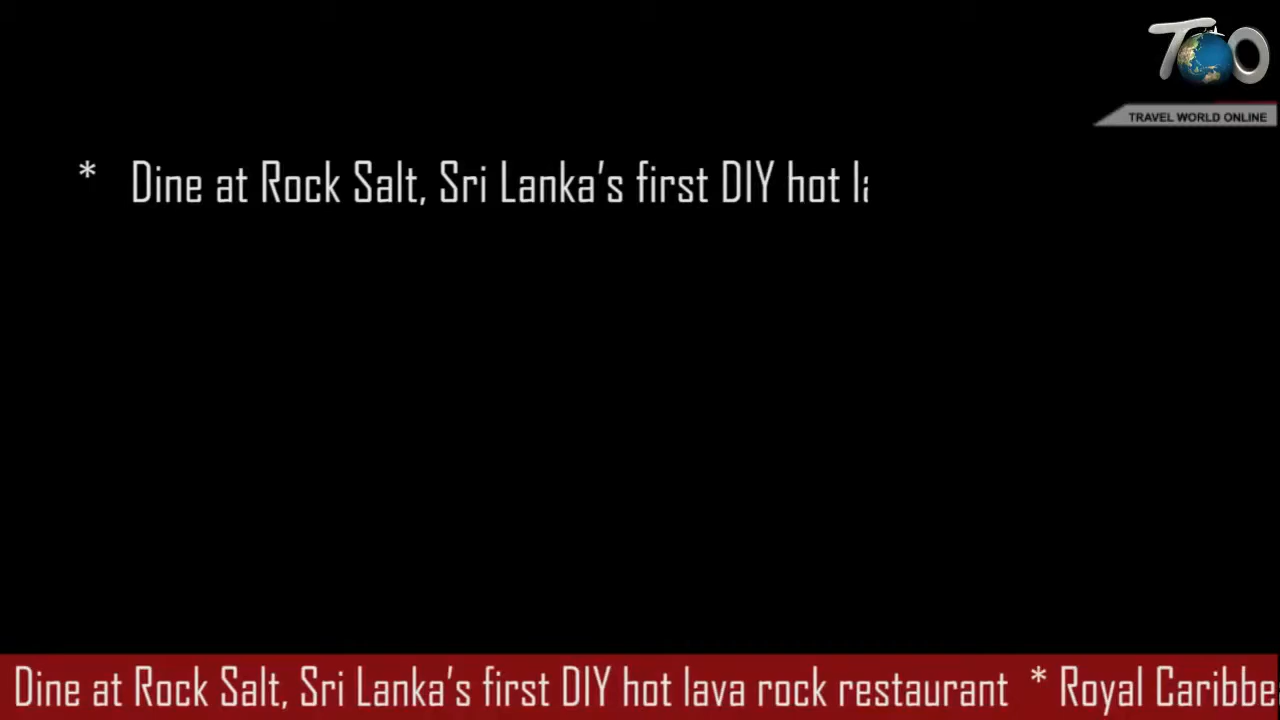 TWO
TRAVEL WORLD ONLINE
* Dine at Rock Salt, Sri Lanka’s first DIY hot
Dine at Rock Salt, Sri Lanka’s first DIY hot lava rock restaurant * Royal